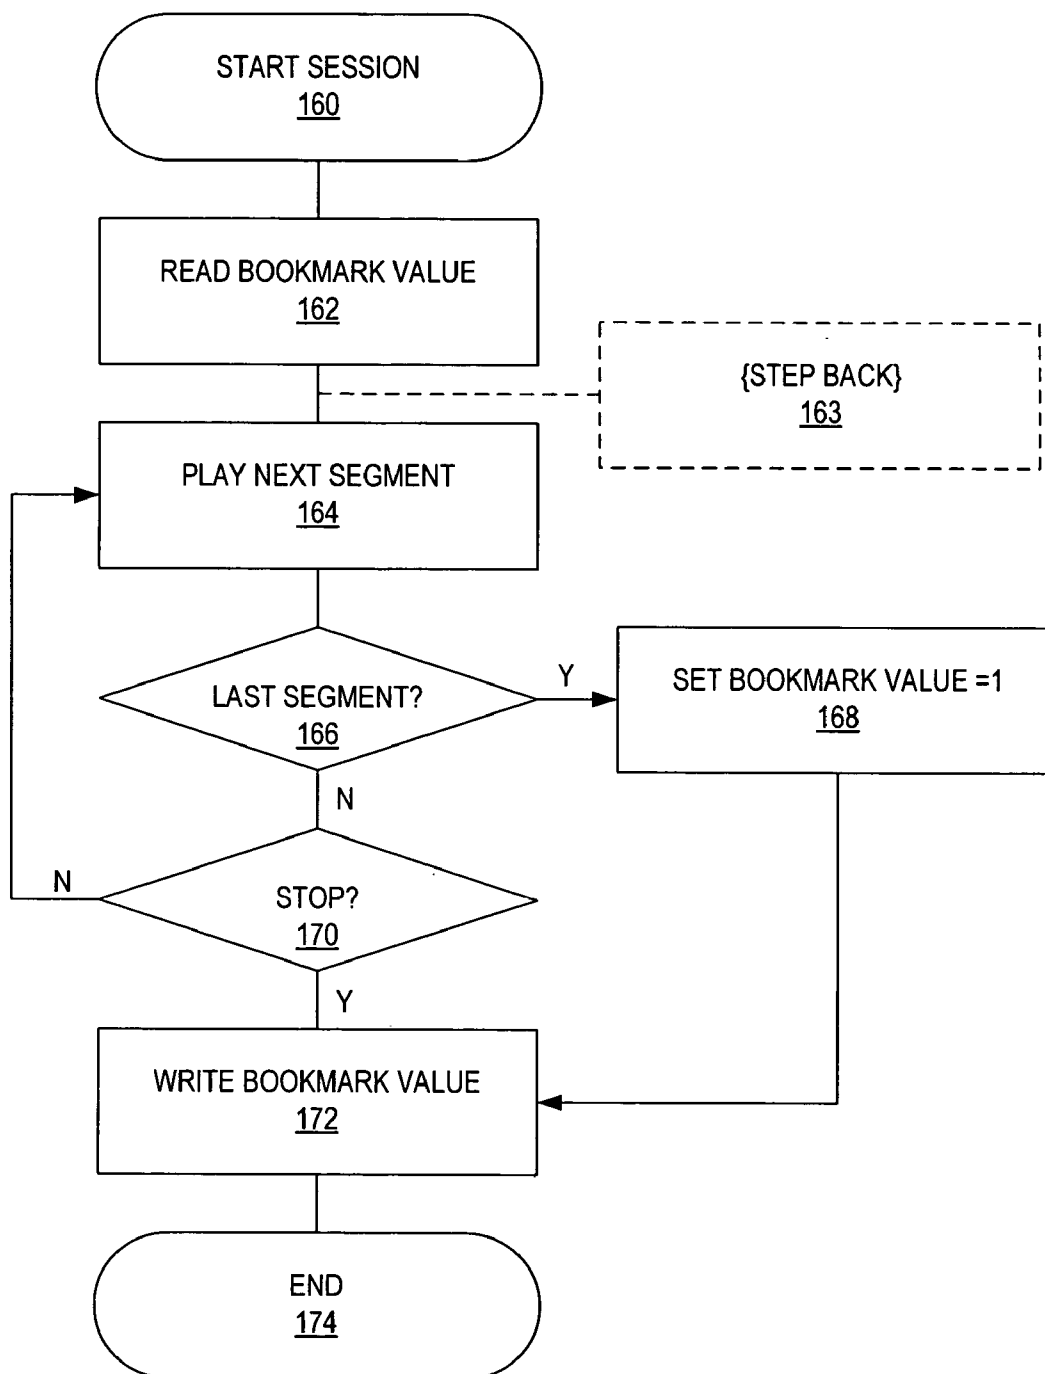 START SESSION
160
READ BOOKMARK VALUE
162
{STEP BACK}
163
PLAY NEXT SEGMENT
164
LAST SEGMENT?
166
Y
SET BOOKMARK VALUE =1
168
N
STOP?
170
N
Y
WRITE BOOKMARK VALUE
172
END
174